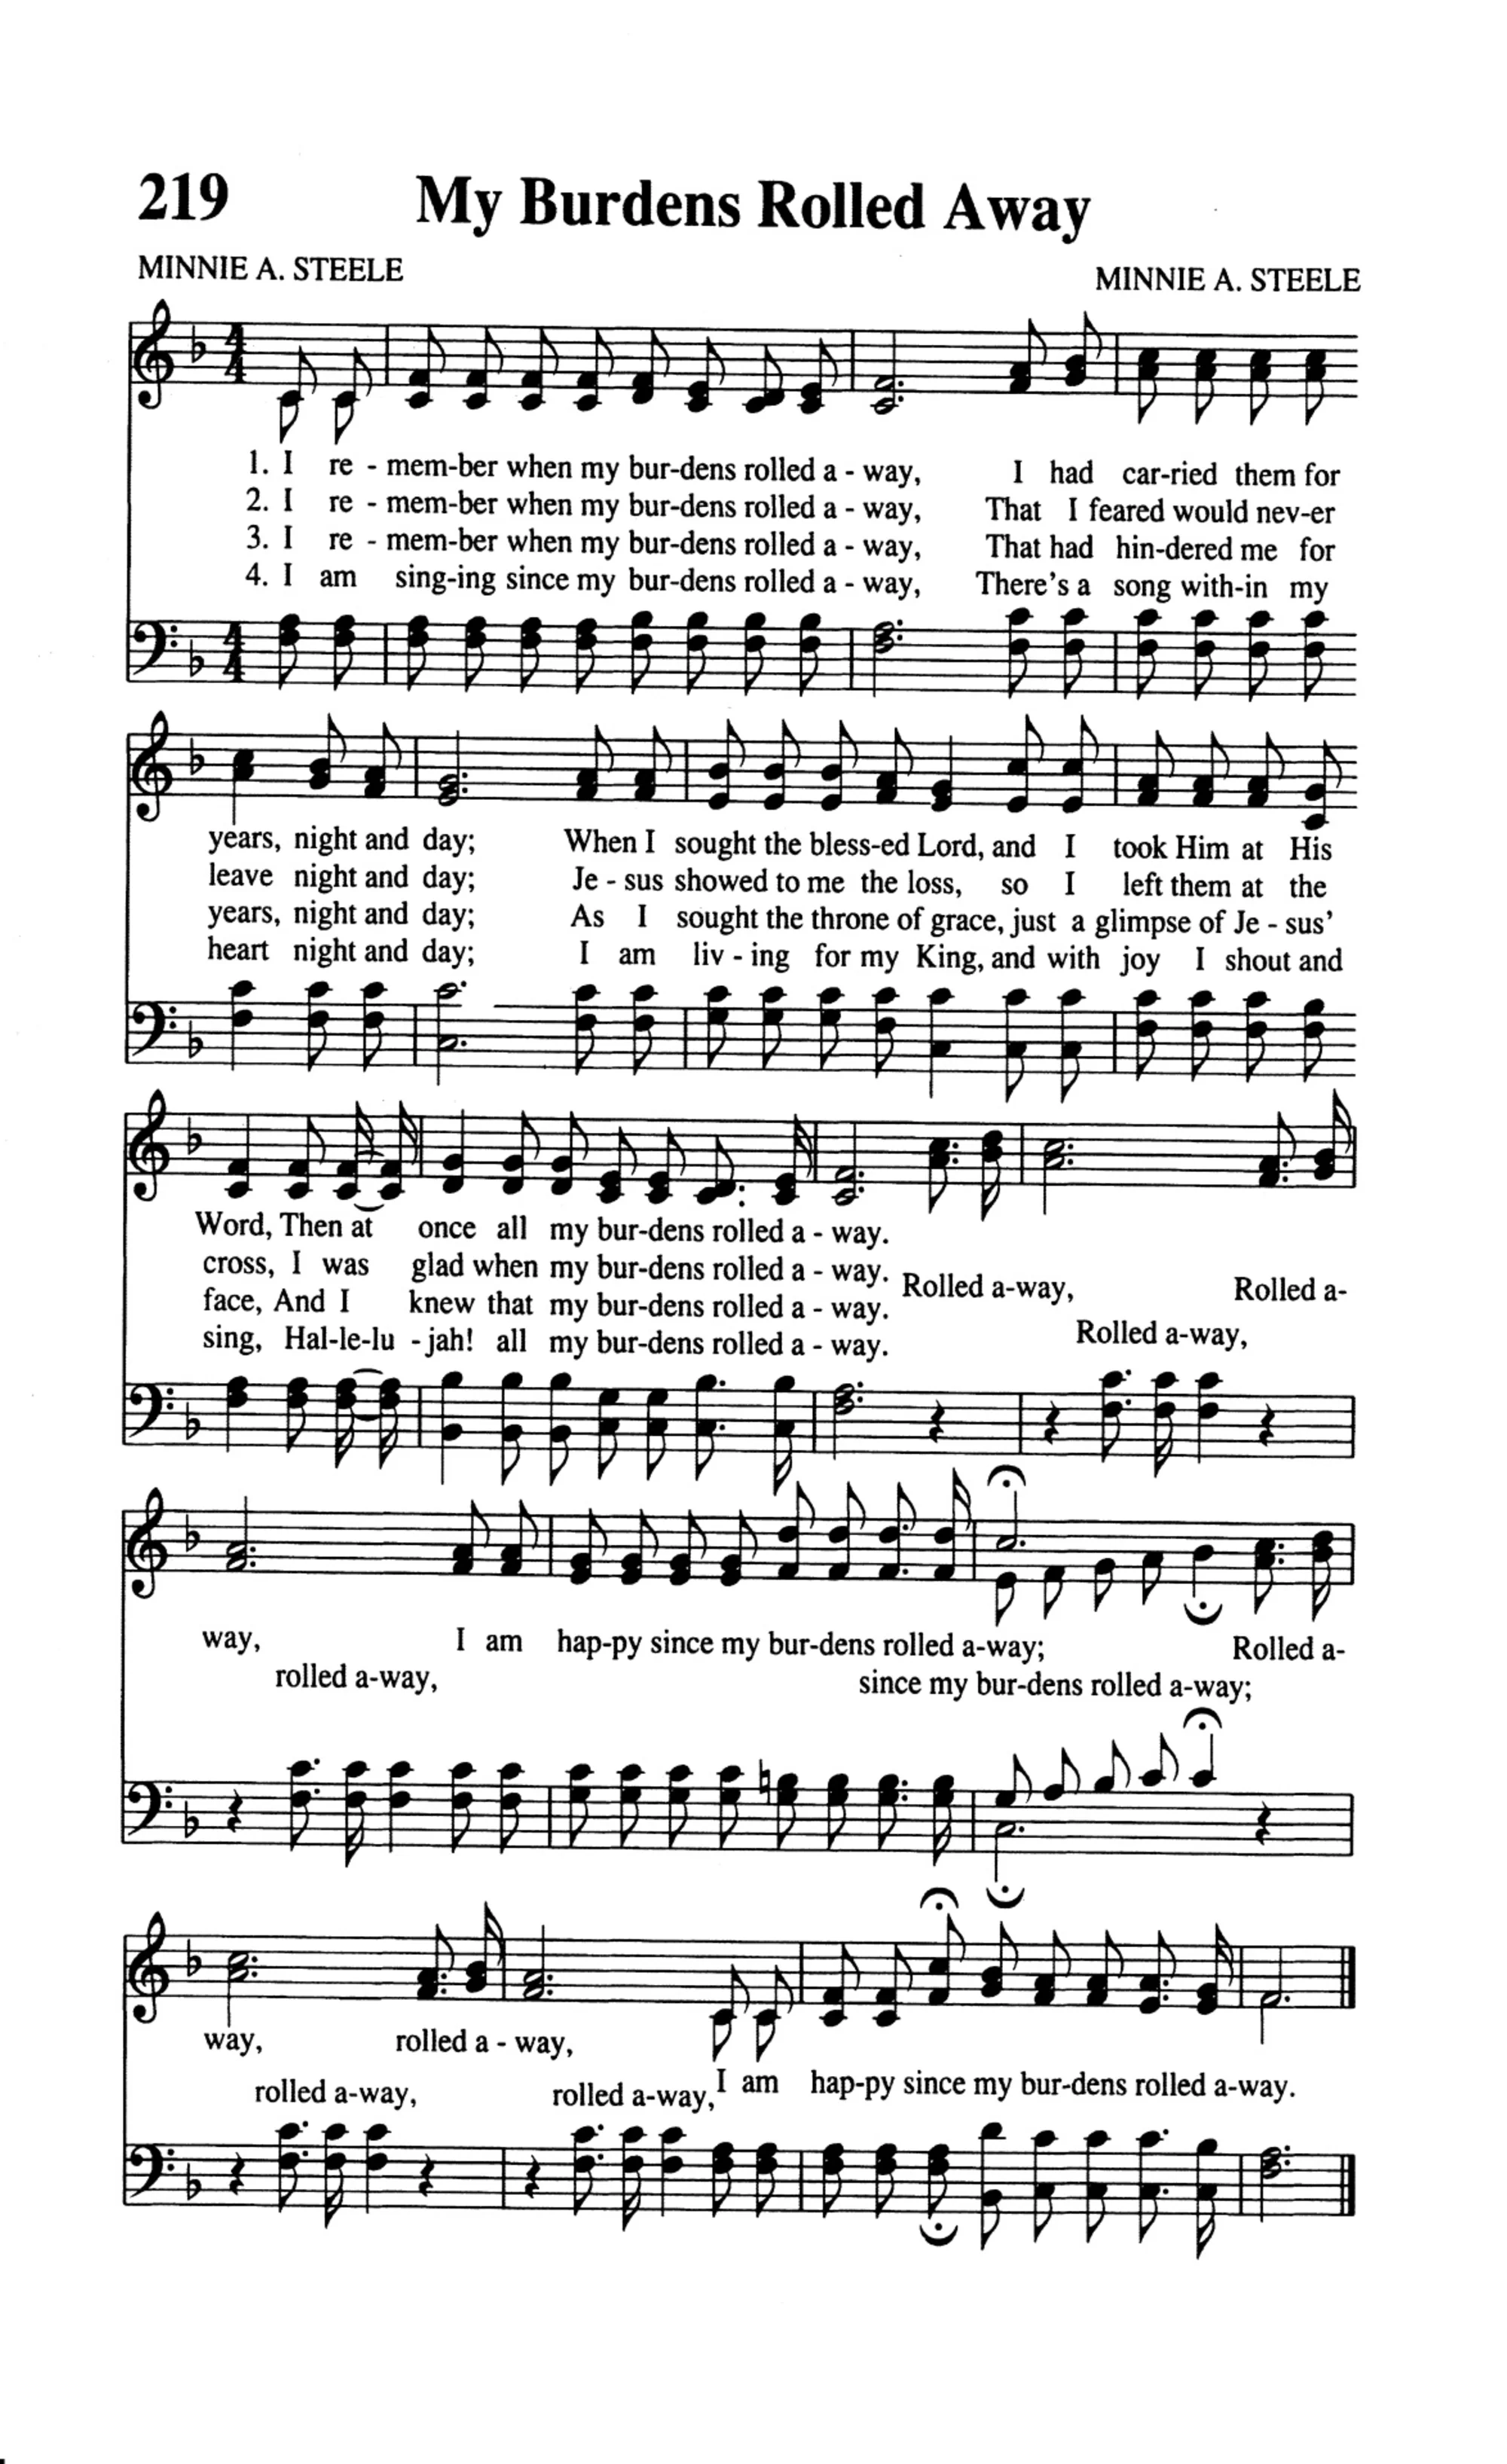 219 My Burdens Rolled Away
MINNIE A. STEELE MINNIE A. STEELE
1. I re - mem-ber when my bur-dens rolled a - way, I had car-ried them for
2. I re - mem-ber when my bur-dens rolled a - way, That I feared would nev-er
3. I re - mem-ber when my bur-dens rolled a - way, That had hin-dered me for
4. I am sing-ing since my bur-dens rolled a - way, There's a song with-in my
years, night and day; When I sought the bless-ed Lord, and I took Him at His
leave night and day; Je - sus showed to me the loss, so I left them at the
years, night and day; As I sought the throne of grace, just a glimpse of Je - sus'
heart night and day; I am liv - ing for my King, and with joy I shout and
Word, Then at once all my bur-dens rolled a - way.
cross, I was glad when my bur-dens rolled a - way. Rolled a-way, Rolled a-
face, And I knew that my bur-dens rolled a - way.
Rolled a-way,
sing, Hal-le-lu - jah! all my bur-dens rolled a - way.
way, I am hap-py since my bur-dens rolled a-way; Rolled a-
rolled a-way, since my bur-dens rolled a-way;
way, rolled a - way,
rolled a-way, rolled a-way, I am hap-py since my bur-dens rolled a-way.